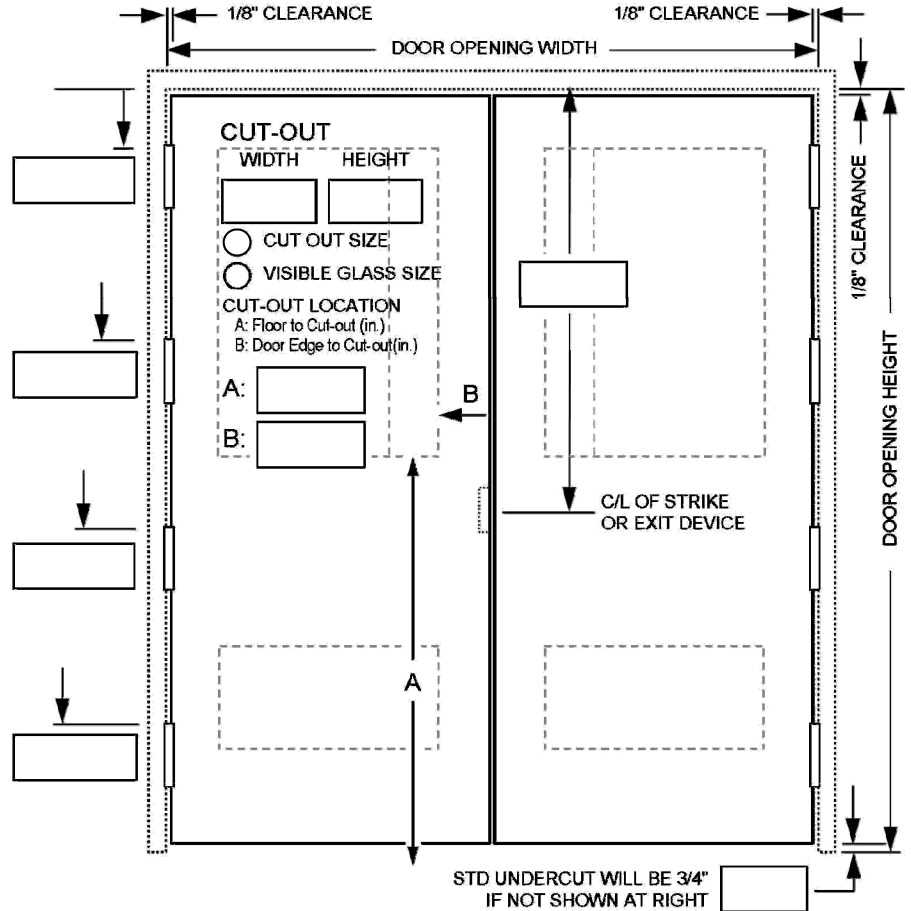 1/8" CLEARANCE
1/8" CLEARANCE
DOOR OPENING WIDTH
CUT-OUT
WIDTH HEIGHT
CUT OUT SIZE
VISIBLE GLASS SIZE
CUT-OUT LOCATION
A: Floor to Cut-out (in.)
B: Door Edge to Cut-out(in.)
A:
B:
B
A
C/L OF STRIKE
OR EXIT DEVICE
1/8" CLEARANCE
DOOR OPENING HEIGHT
STD UNDERCUT WILL BE 3/4"
IF NOT SHOWN AT RIGHT